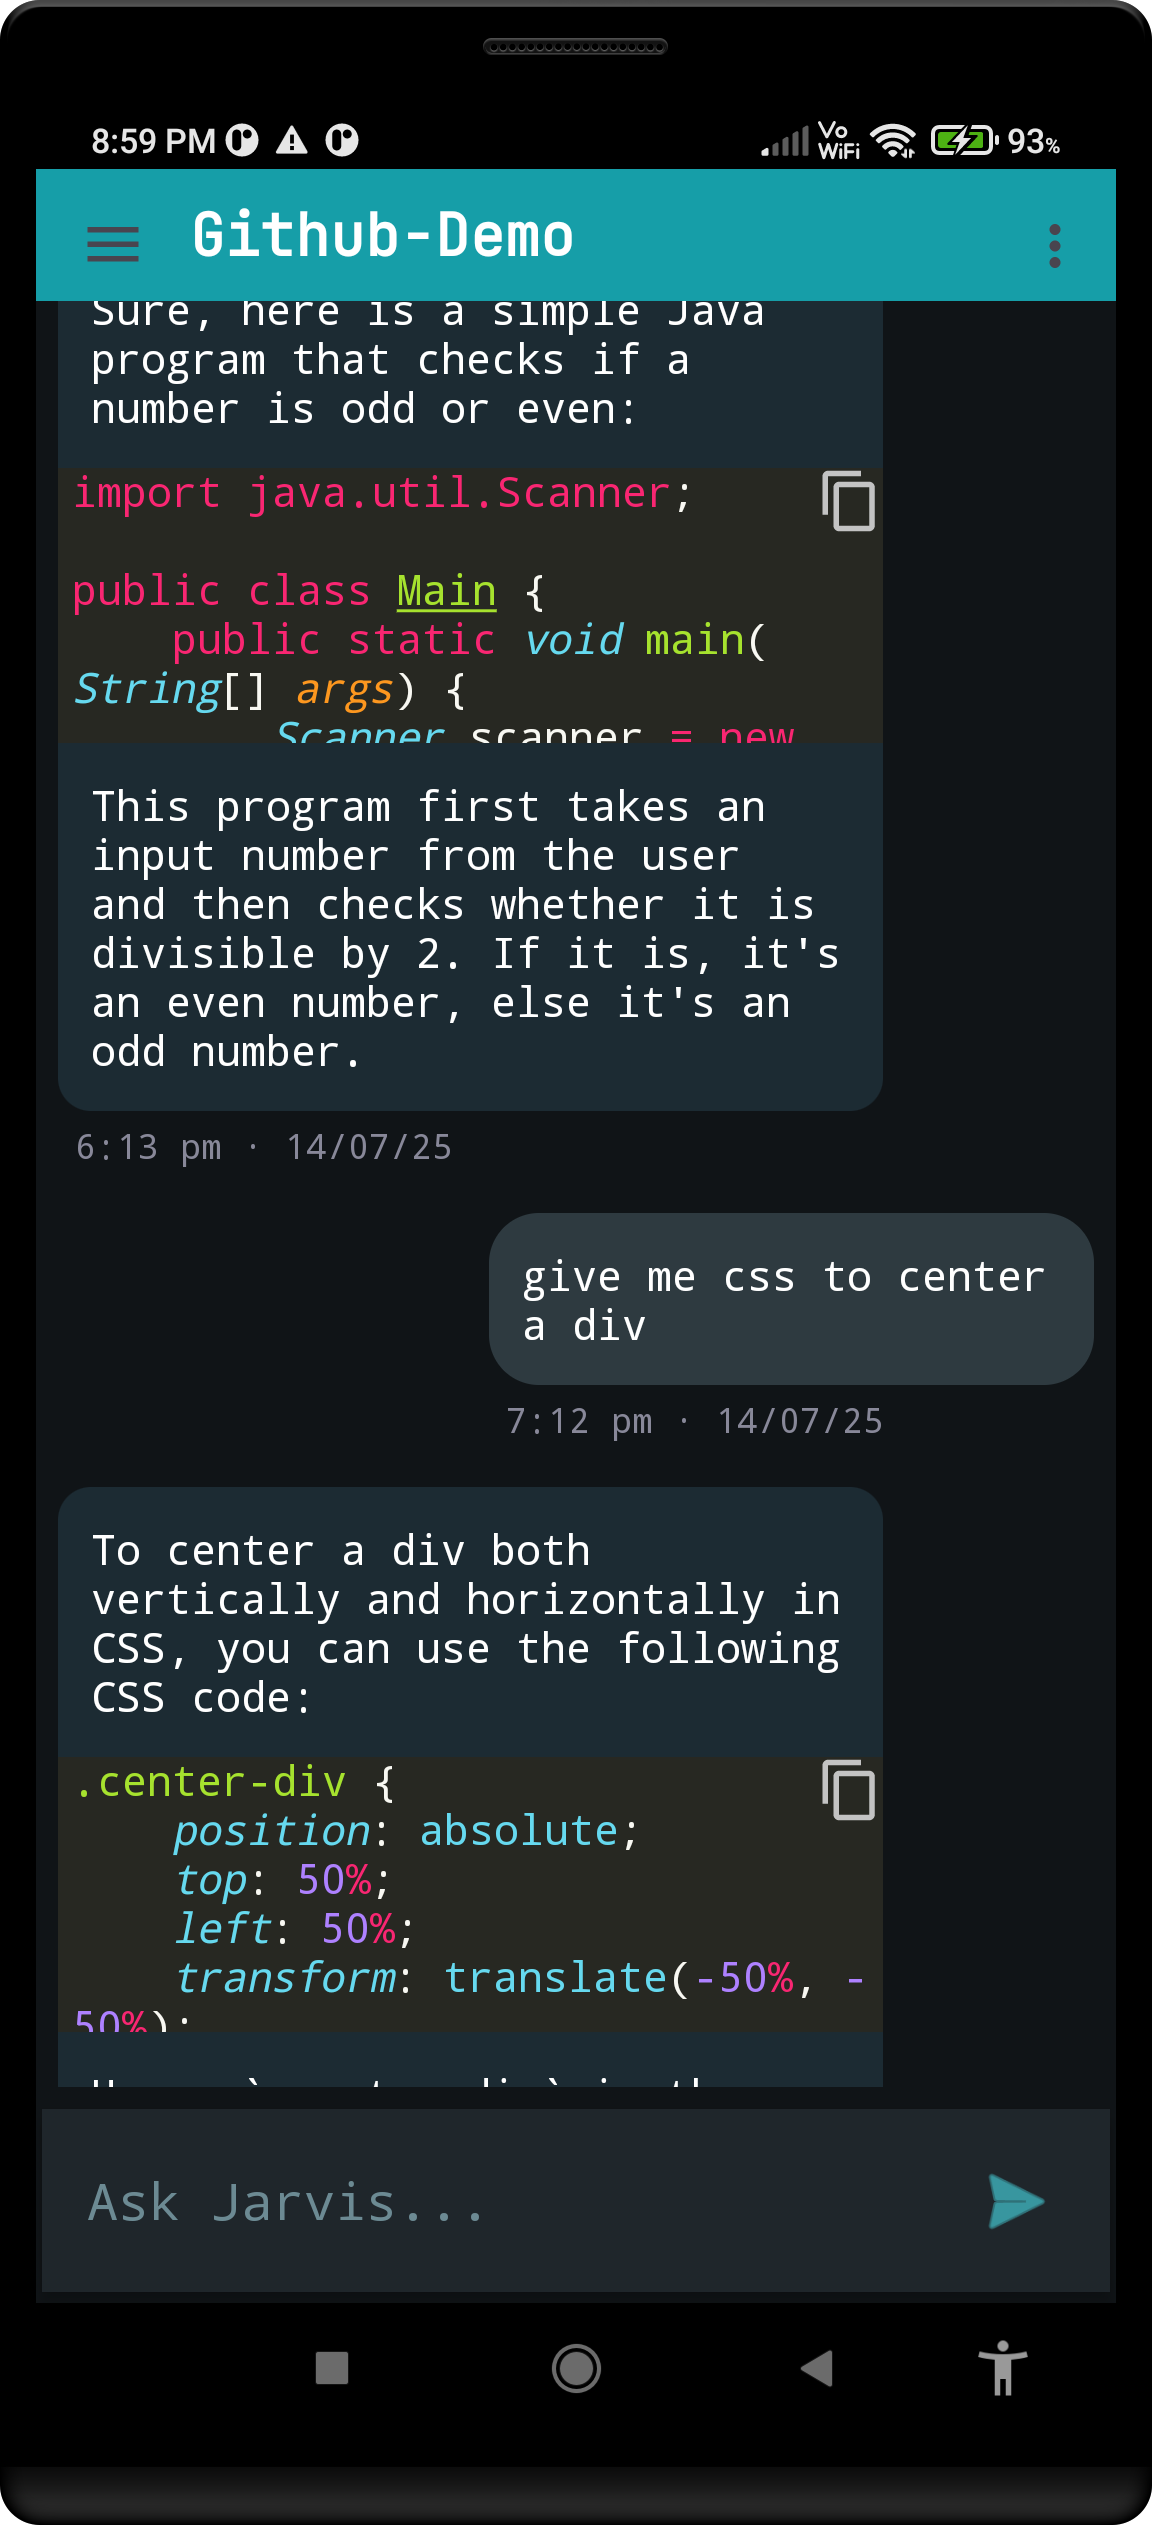 8:59 PM
Vo
WiFi
93%
Github-Demo
Sure, here is a simple Java
program that checks if a
number is odd or even:
import java.util.Scanner;
public class Main {
public static void main(
String[] args) {
Scanner scanner = new
This program first takes an
input number from the user
and then checks whether it is
divisible by 2. If it is, it's
an even number, else it's an
odd number.
6:13 pm · 14/07/25
give me css to center
a div
7:12 pm · 14/07/25
To center a div both
vertically and horizontally in
CSS, you can use the following
CSS code:
.center-div {
position: absolute;
top: 50%;
left: 50%;
transform: translate(-50%, -
50%);
Ask Jarvis...